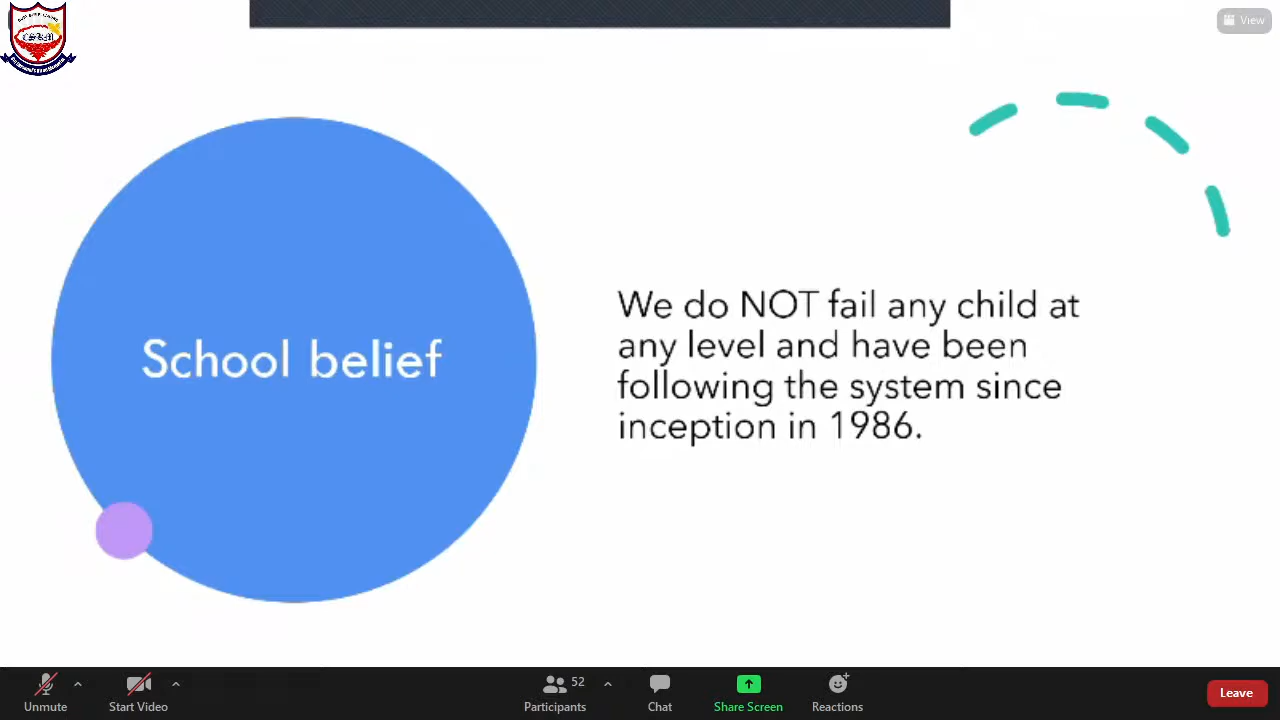 View
School belief
We do NOT fail any child at
any level and have been
following the system since
inception in 1986.
52
Unmute
Start Video
Participants
Chat
Share Screen
Reactions
Leave